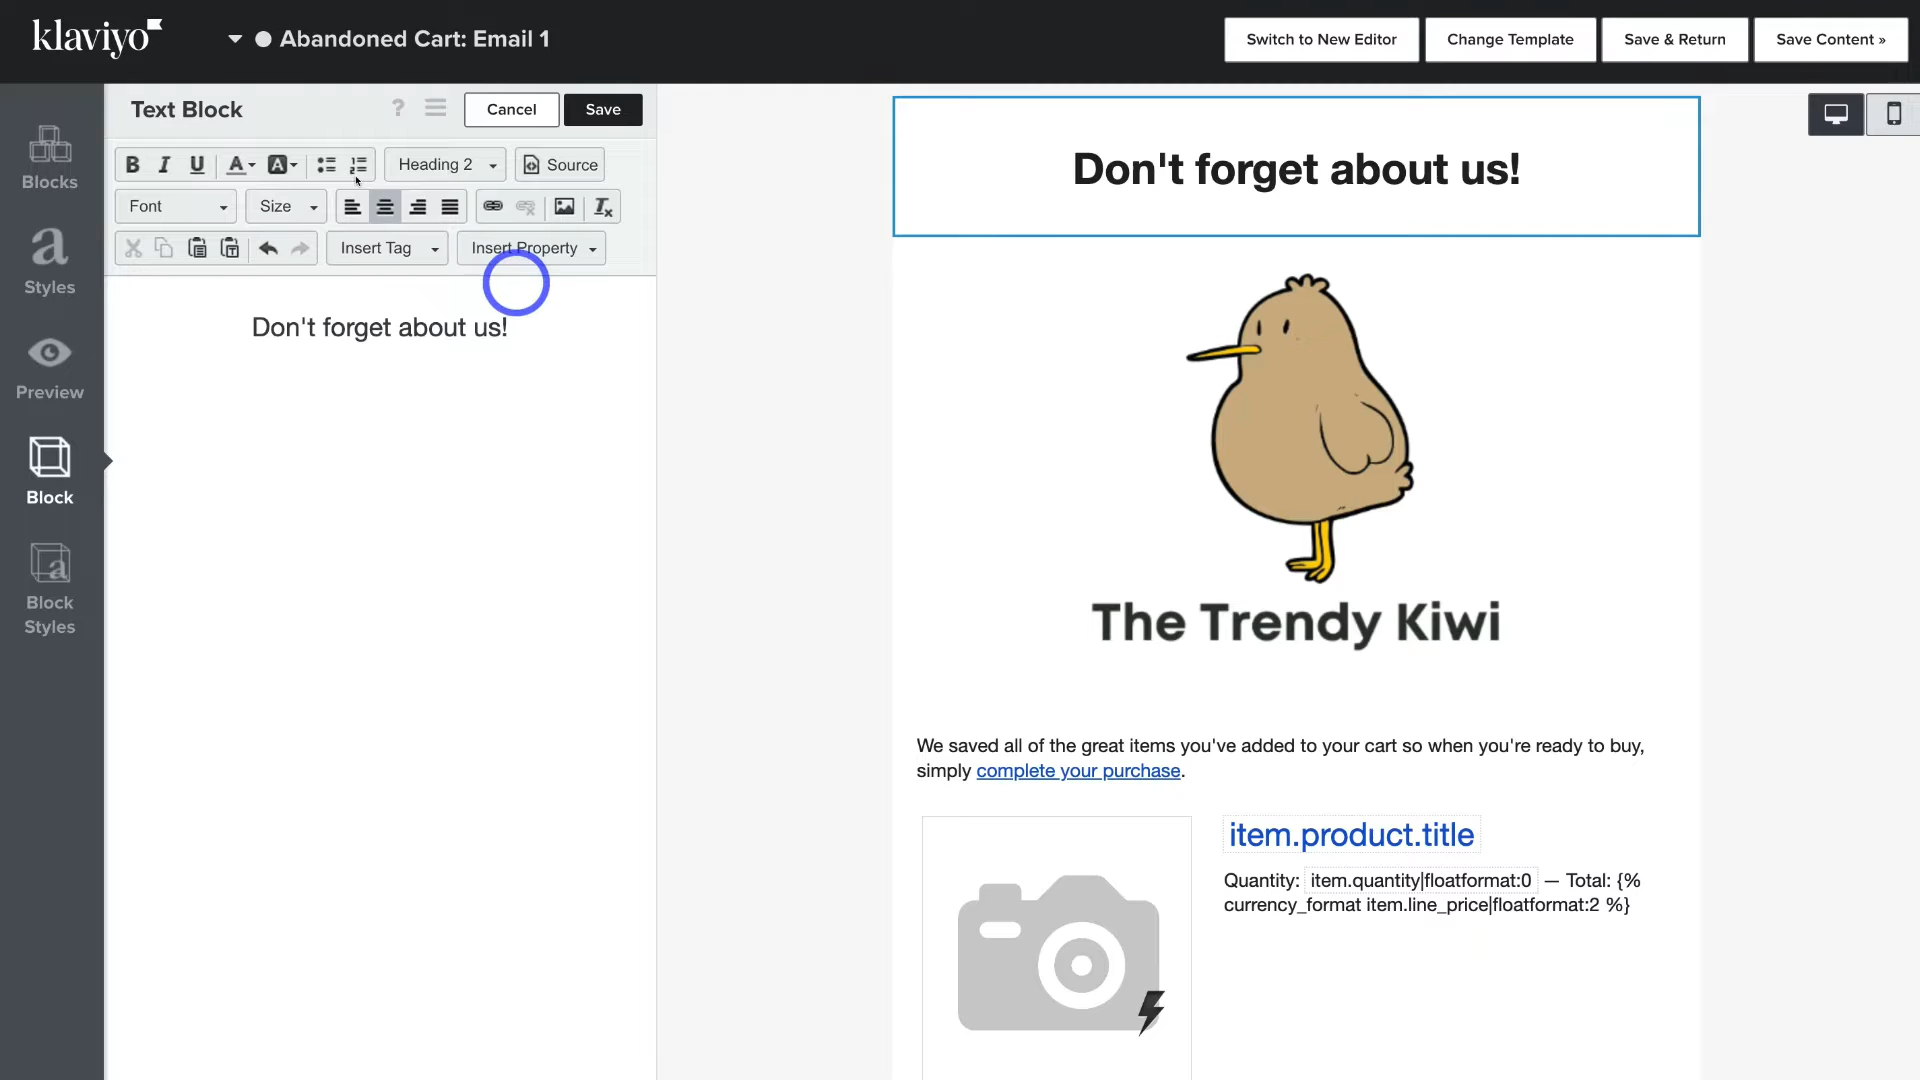 klaviyo
Abandoned Cart: Email 1
Switch to New Editor
Change Template
Save & Return
Save Content »
Blocks
a
Styles
Preview
Block
a
Block
Styles
Text Block
?
Cancel
Save
B I U A A
Heading 2
Source
Font
Size
Insert Tag
Insert Property
Don't forget about us!
Don't forget about us!
The Trendy Kiwi
We saved all of the great items you've added to your cart so when you're ready to buy,
simply complete your purchase.
item.product.title
Quantity: item.quantity|floatformat:0 — Total: {%
currency_format item.line_price|floatformat:2 %}